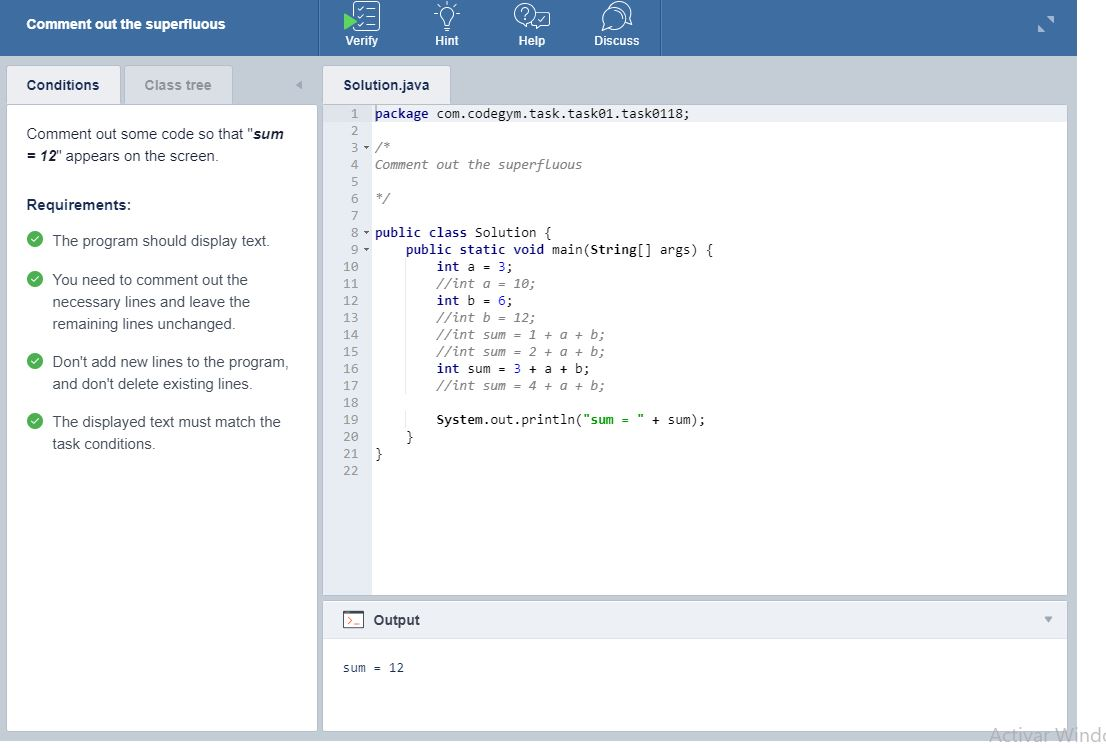 Comment out the superfluous
Verify
Hint
Help
Discuss
Conditions
Class tree
Comment out some code so that "sum
= 12" appears on the screen.
Requirements:
The program should display text.
You need to comment out the
necessary lines and leave the
remaining lines unchanged.
Don't add new lines to the program,
and don't delete existing lines.
The displayed text must match the
task conditions.
Solution.java
1 package com.codegym.task.task01.task0118;
2
3 /*
4 Comment out the superfluous
5
6 */
7
8 public class Solution {
9     public static void main(String[] args) {
10         int a = 3;
11         //int a = 10;
12         int b = 6;
13         //int b = 12;
14         //int sum = 1 + a + b;
15         //int sum = 2 + a + b;
16         int sum = 3 + a + b;
17         //int sum = 4 + a + b;
18
19         System.out.println("sum = " + sum);
20     }
21 }
22
>_ Output
sum = 12
Activar Windo